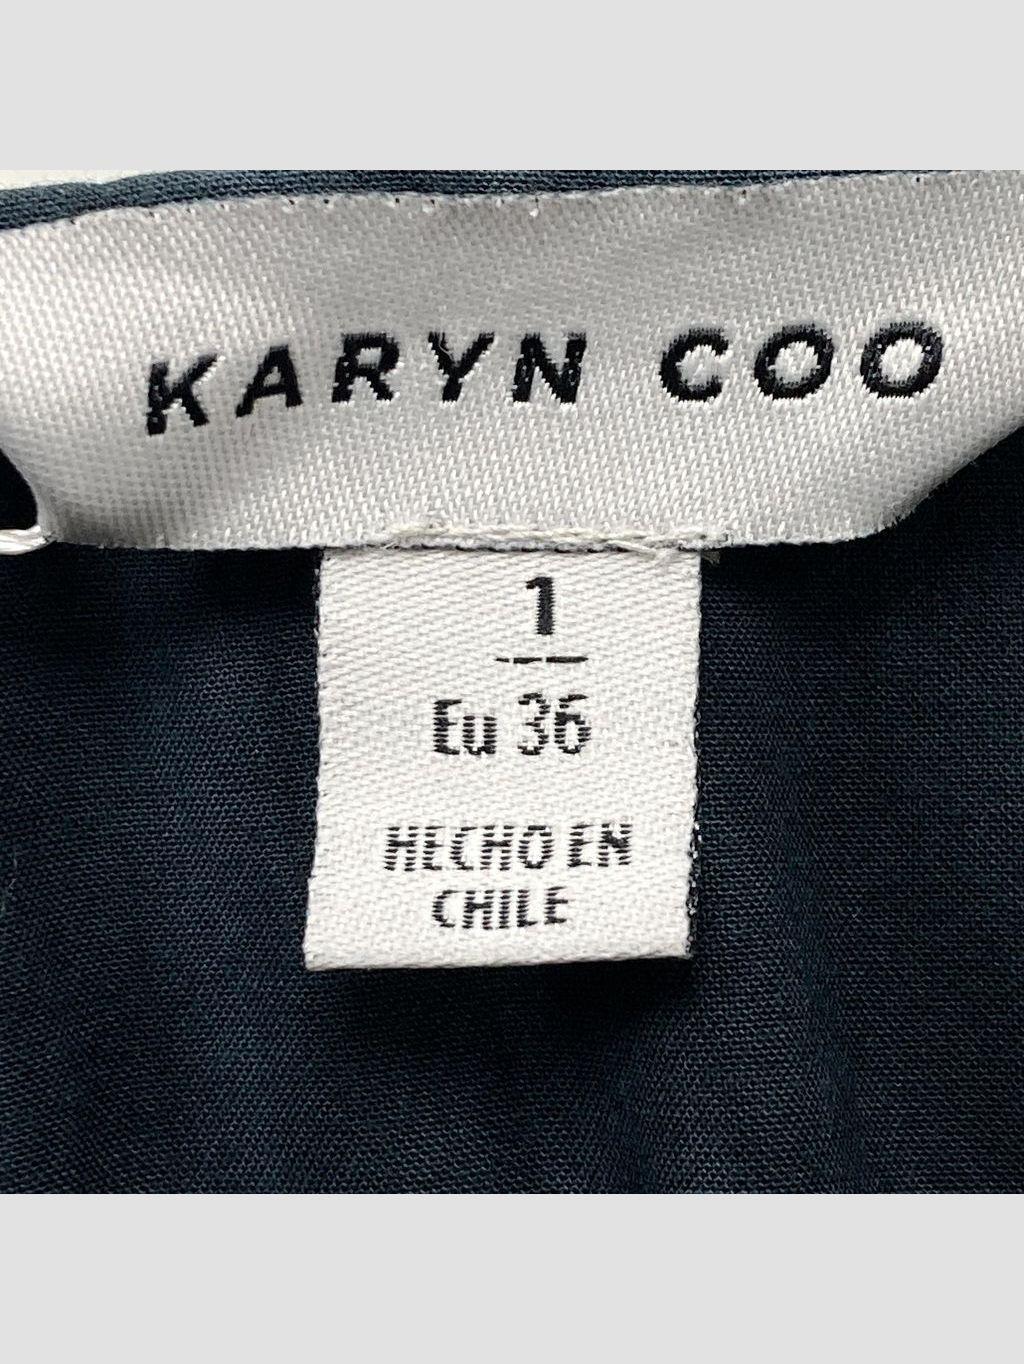 KARYN COO
1
Eu 36
HECHO EN
CHILE